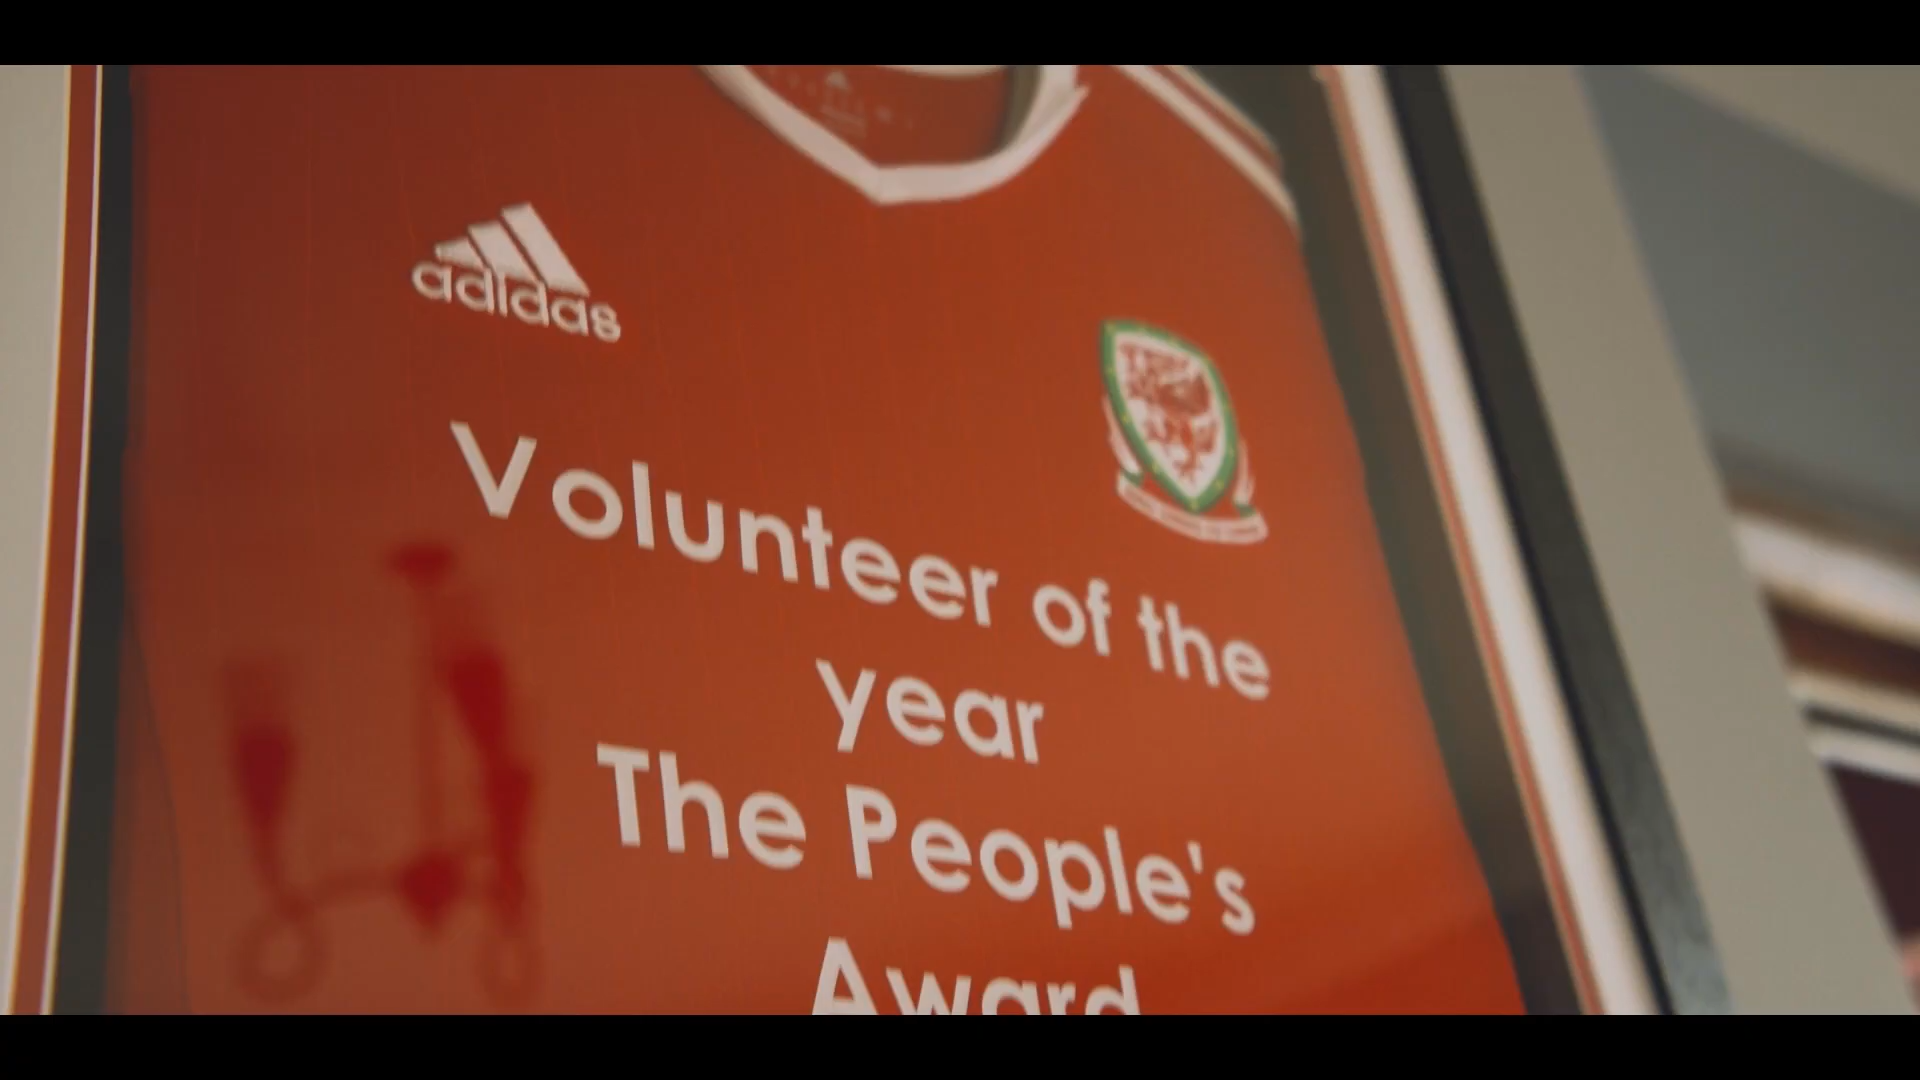 adidas
Volunteer of the
year
The People's
Award